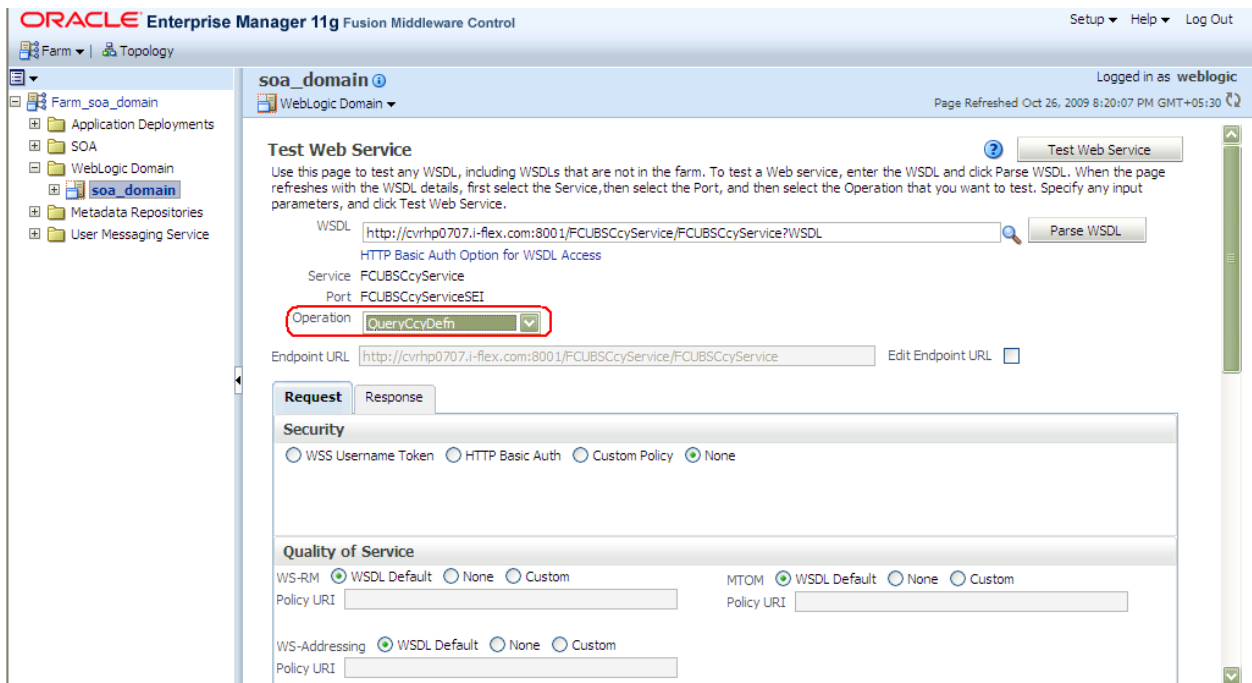 ORACLE Enterprise Manager 11g Fusion Middleware Control
Setup Help Log Out
Farm | Topology
soa_domain
Logged in as weblogic
WebLogic Domain
Page Refreshed Oct 26, 2009 8:20:07 PM GMT+05:30
Farm_soa_domain
Application Deployments
SOA
WebLogic Domain
soa_domain
Metadata Repositories
User Messaging Service
Test Web Service
Test Web Service
Use this page to test any WSDL, including WSDLs that are not in the farm. To test a Web service, enter the WSDL and click Parse WSDL. When the page
refreshes with the WSDL details, first select the Service,then select the Port, and then select the Operation that you want to test. Specify any input
parameters, and click Test Web Service.
WSDL http://cvrhp0707.i-flex.com:8001/FCUBSCcyService/FCUBSCcyService?WSDL Parse WSDL
HTTP Basic Auth Option for WSDL Access
Service FCUBSCcyService
Port FCUBSCcyServiceSEI
Operation QueryCcyDefn
Endpoint URL http://cvrhp0707.i-flex.com:8001/FCUBSCcyService/FCUBSCcyService Edit Endpoint URL
Request Response
Security
WSS Username Token HTTP Basic Auth Custom Policy None
Quality of Service
WS-RM WSDL Default None Custom
Policy URI
MTOM WSDL Default None Custom
Policy URI
WS-Addressing WSDL Default None Custom
Policy URI